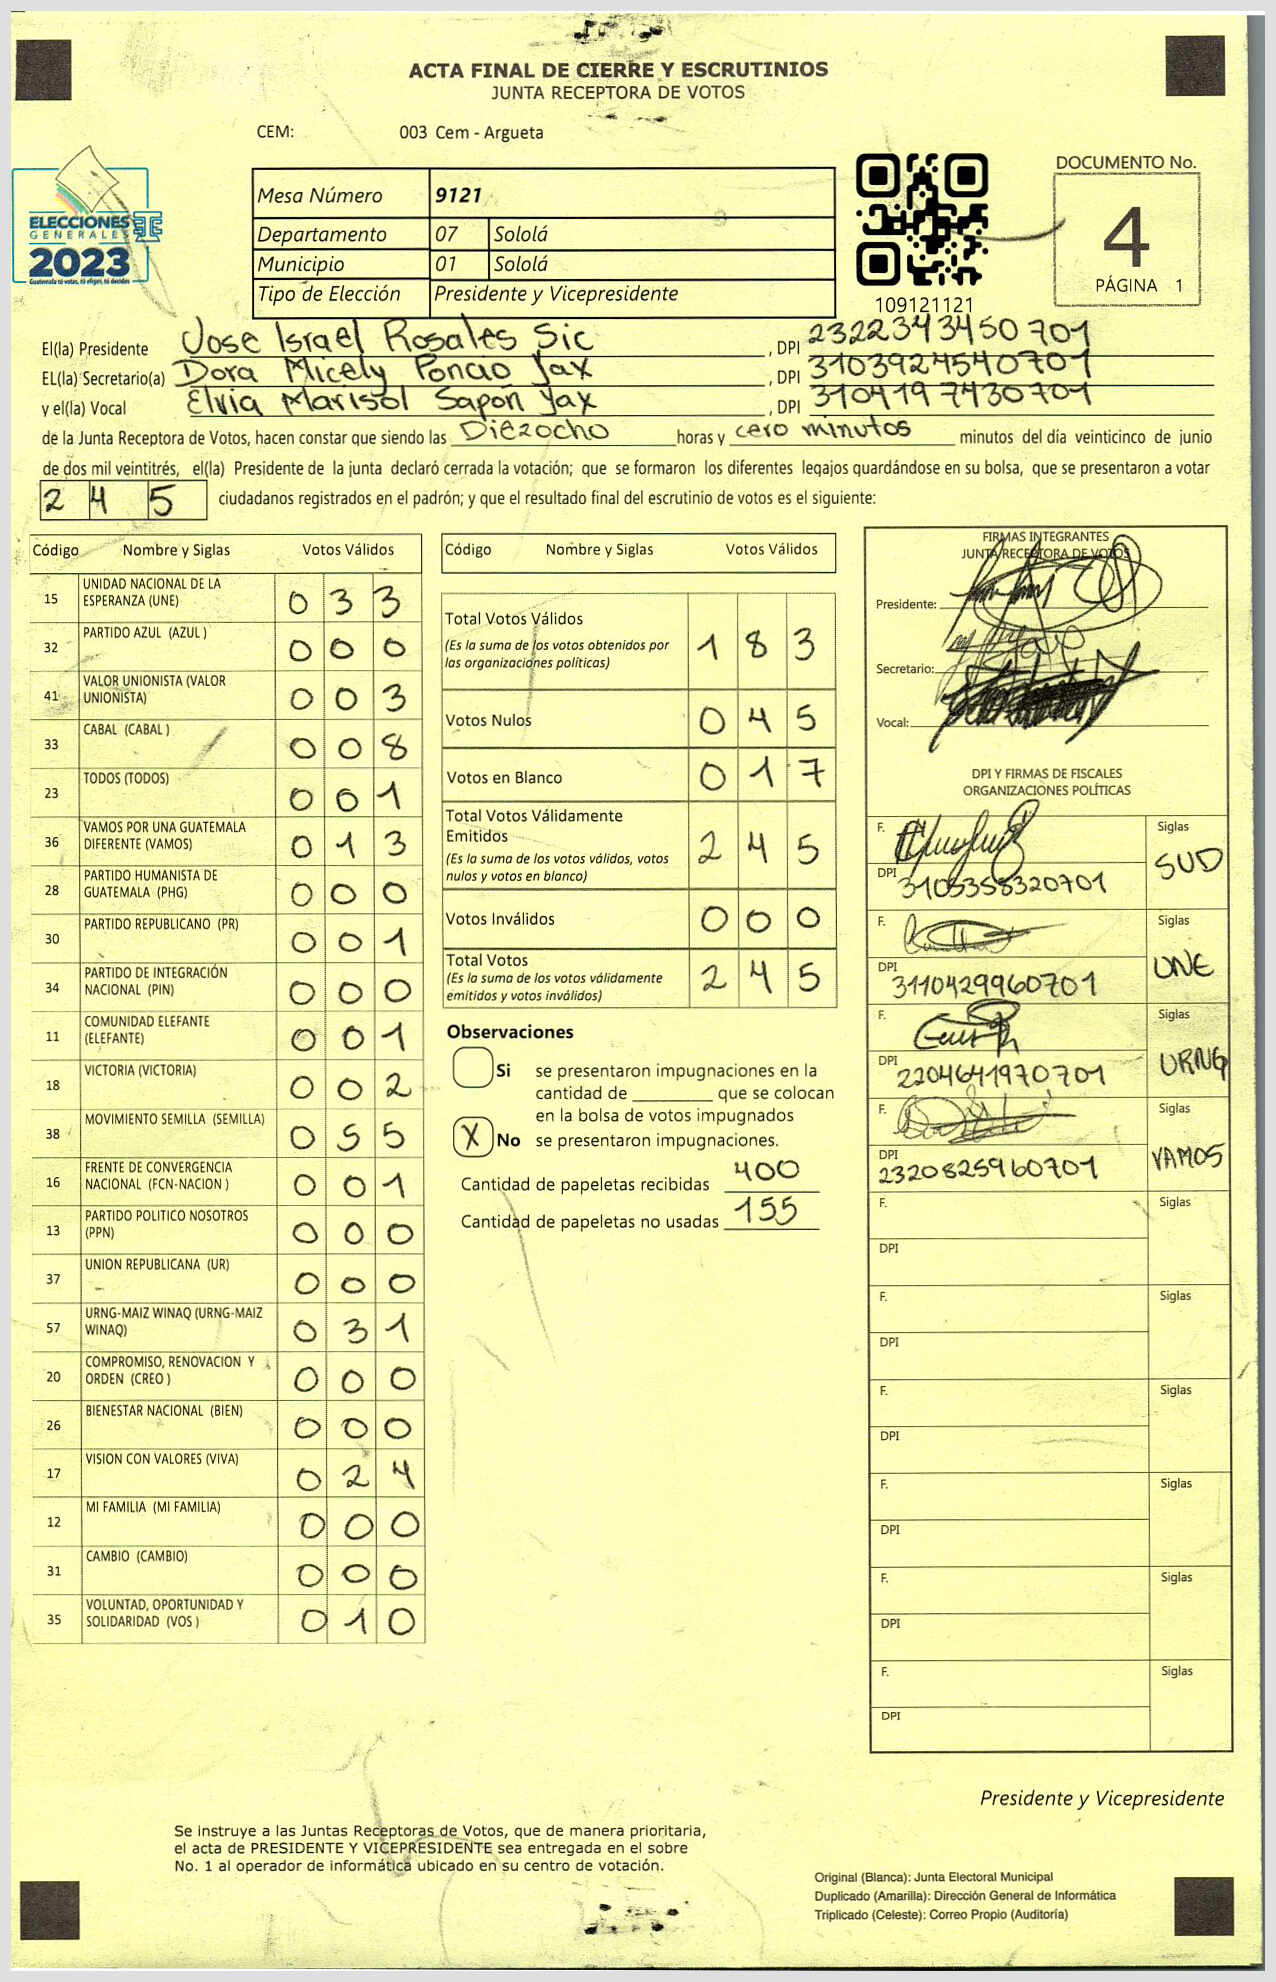 ACTA FINAL DE CIERRE Y ESCRUTINIOS
JUNTA RECEPTORA DE VOTOS
CEM: 003 Cem - Argueta
ELECCIONES
GENERALES
2023
Guatemala tú votas, tú eliges, tú decides
Mesa Número 9121
Departamento 07 Sololá
Municipio 01 Sololá
Tipo de Elección Presidente y Vicepresidente
109121121
DOCUMENTO No.
4
PÁGINA 1
El(la) Presidente Jose Israel Rosales Sic , DPI 2322343450701
EL(la) Secretario(a) Dora Micely Poncio Yax , DPI 3103924540701
y el(la) Vocal Elvia Marisol Sapon Yax , DPI 3104197430701
de la Junta Receptora de Votos, hacen constar que siendo las Diezocho horas y cero minutos minutos del día veinticinco de junio
de dos mil veintitrés, el(la) Presidente de la junta declaró cerrada la votación; que se formaron los diferentes legajos guardándose en su bolsa, que se presentaron a votar
2 4 5 ciudadanos registrados en el padrón; y que el resultado final del escrutinio de votos es el siguiente:
Código Nombre y Siglas Votos Válidos
15 UNIDAD NACIONAL DE LA ESPERANZA (UNE) 0 3 3
32 PARTIDO AZUL (AZUL ) 0 0 0
41 VALOR UNIONISTA (VALOR UNIONISTA) 0 0 3
33 CABAL (CABAL ) 0 0 8
23 TODOS (TODOS) 0 0 1
36 VAMOS POR UNA GUATEMALA DIFERENTE (VAMOS) 0 1 3
28 PARTIDO HUMANISTA DE GUATEMALA (PHG) 0 0 0
30 PARTIDO REPUBLICANO (PR) 0 0 1
34 PARTIDO DE INTEGRACIÓN NACIONAL (PIN) 0 0 0
11 COMUNIDAD ELEFANTE (ELEFANTE) 0 0 1
18 VICTORIA (VICTORIA) 0 0 2
38 MOVIMIENTO SEMILLA (SEMILLA) 0 5 5
16 FRENTE DE CONVERGENCIA NACIONAL (FCN-NACION ) 0 0 1
13 PARTIDO POLITICO NOSOTROS (PPN) 0 0 0
37 UNION REPUBLICANA (UR) 0 0 0
57 URNG-MAIZ WINAQ (URNG-MAIZ WINAQ) 0 3 1
20 COMPROMISO, RENOVACION Y ORDEN (CREO ) 0 0 0
26 BIENESTAR NACIONAL (BIEN) 0 0 0
17 VISION CON VALORES (VIVA) 0 2 4
12 MI FAMILIA (MI FAMILIA) 0 0 0
31 CAMBIO (CAMBIO) 0 0 0
35 VOLUNTAD, OPORTUNIDAD Y SOLIDARIDAD (VOS ) 0 1 0
Código Nombre y Siglas Votos Válidos
Total Votos Válidos 1 8 3
(Es la suma de los votos obtenidos por
las organizaciones políticas)
Votos Nulos 0 4 5
Votos en Blanco 0 1 7
Total Votos Válidamente
Emitidos 2 4 5
(Es la suma de los votos válidos, votos
nulos y votos en blanco)
Votos Inválidos 0 0 0
Total Votos 2 4 5
(Es la suma de los votos válidamente
emitidos y votos inválidos)
Observaciones
Si se presentaron impugnaciones en la
cantidad de ________ que se colocan
en la bolsa de votos impugnados
X No se presentaron impugnaciones.
Cantidad de papeletas recibidas 400
Cantidad de papeletas no usadas 155
FIRMAS INTEGRANTES
JUNTA RECEPTORA DE VOTOS
Presidente:
Secretario:
Vocal:
DPI Y FIRMAS DE FISCALES
ORGANIZACIONES POLÍTICAS
F. Siglas
DPI 3105358320701 SUD
F. Siglas
DPI 3110429960701 UNE
F. Siglas
DPI 2204641970701 URNG
F. Siglas
DPI 2320825960701 VAMOS
F. Siglas
DPI
F. Siglas
DPI
F. Siglas
DPI
F. Siglas
DPI
F. Siglas
DPI
F. Siglas
DPI
Presidente y Vicepresidente
Se instruye a las Juntas Receptoras de Votos, que de manera prioritaria,
el acta de PRESIDENTE Y VICEPRESIDENTE sea entregada en el sobre
No. 1 al operador de informática ubicado en su centro de votación.
Original (Blanca): Junta Electoral Municipal
Duplicado (Amarilla): Dirección General de Informática
Triplicado (Celeste): Correo Propio (Auditoría)